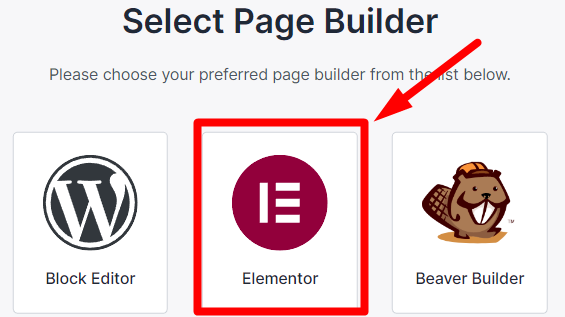 Select Page Builder
Please choose your preferred page builder from the list below.
Block Editor
Elementor
Beaver Builder